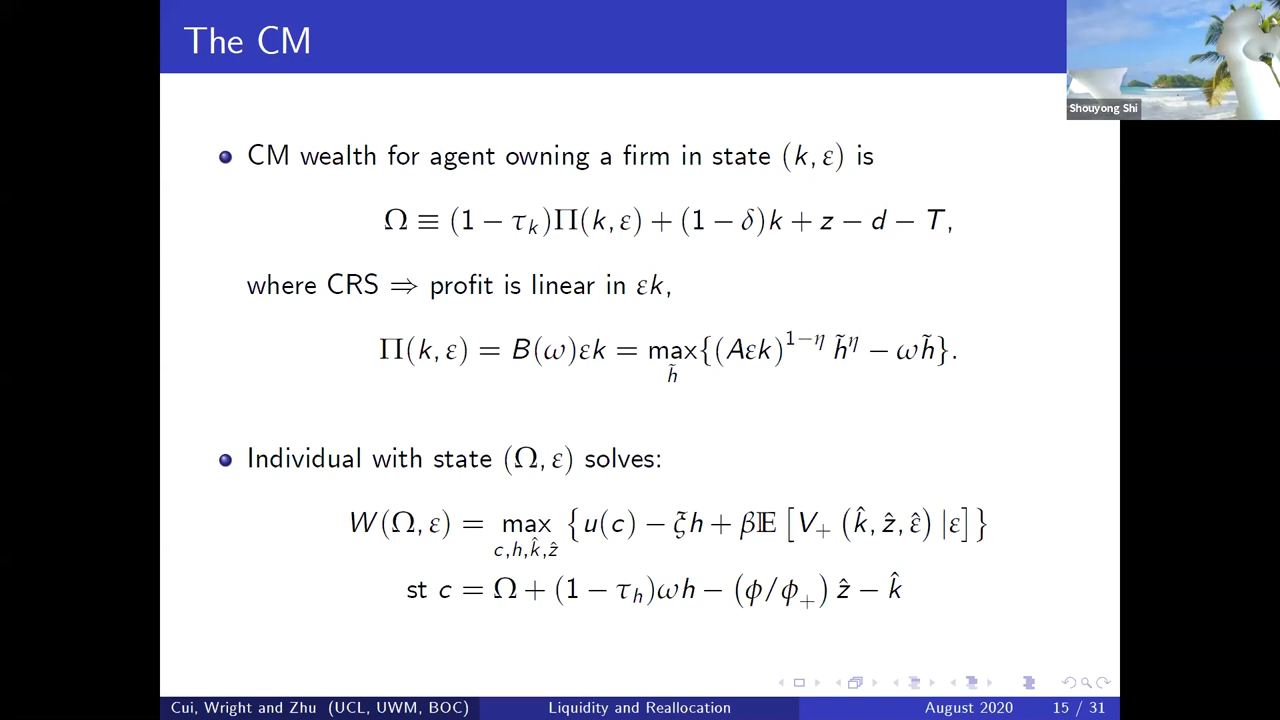 The CM
Shouyong Shi
CM wealth for agent owning a firm in state (k, ε) is
Ω ≡ (1 − τ_k)Π(k, ε) + (1 − δ)k + z − d − T,
where CRS ⇒ profit is linear in εk,
Π(k, ε) = B(ω)εk = max_{h̃}{(Aεk)^{1−η} h̃^η − ωh̃}.
Individual with state (Ω, ε) solves:
W(Ω, ε) = max_{c,h,k̂,ẑ} {u(c) − ξh + β𝔼 [V_+ (k̂, ẑ, ε̂) |ε]}
st c = Ω + (1 − τ_h)ωh − (φ/φ_+) ẑ − k̂
Cui, Wright and Zhu (UCL, UWM, BOC) Liquidity and Reallocation August 2020 15 / 31